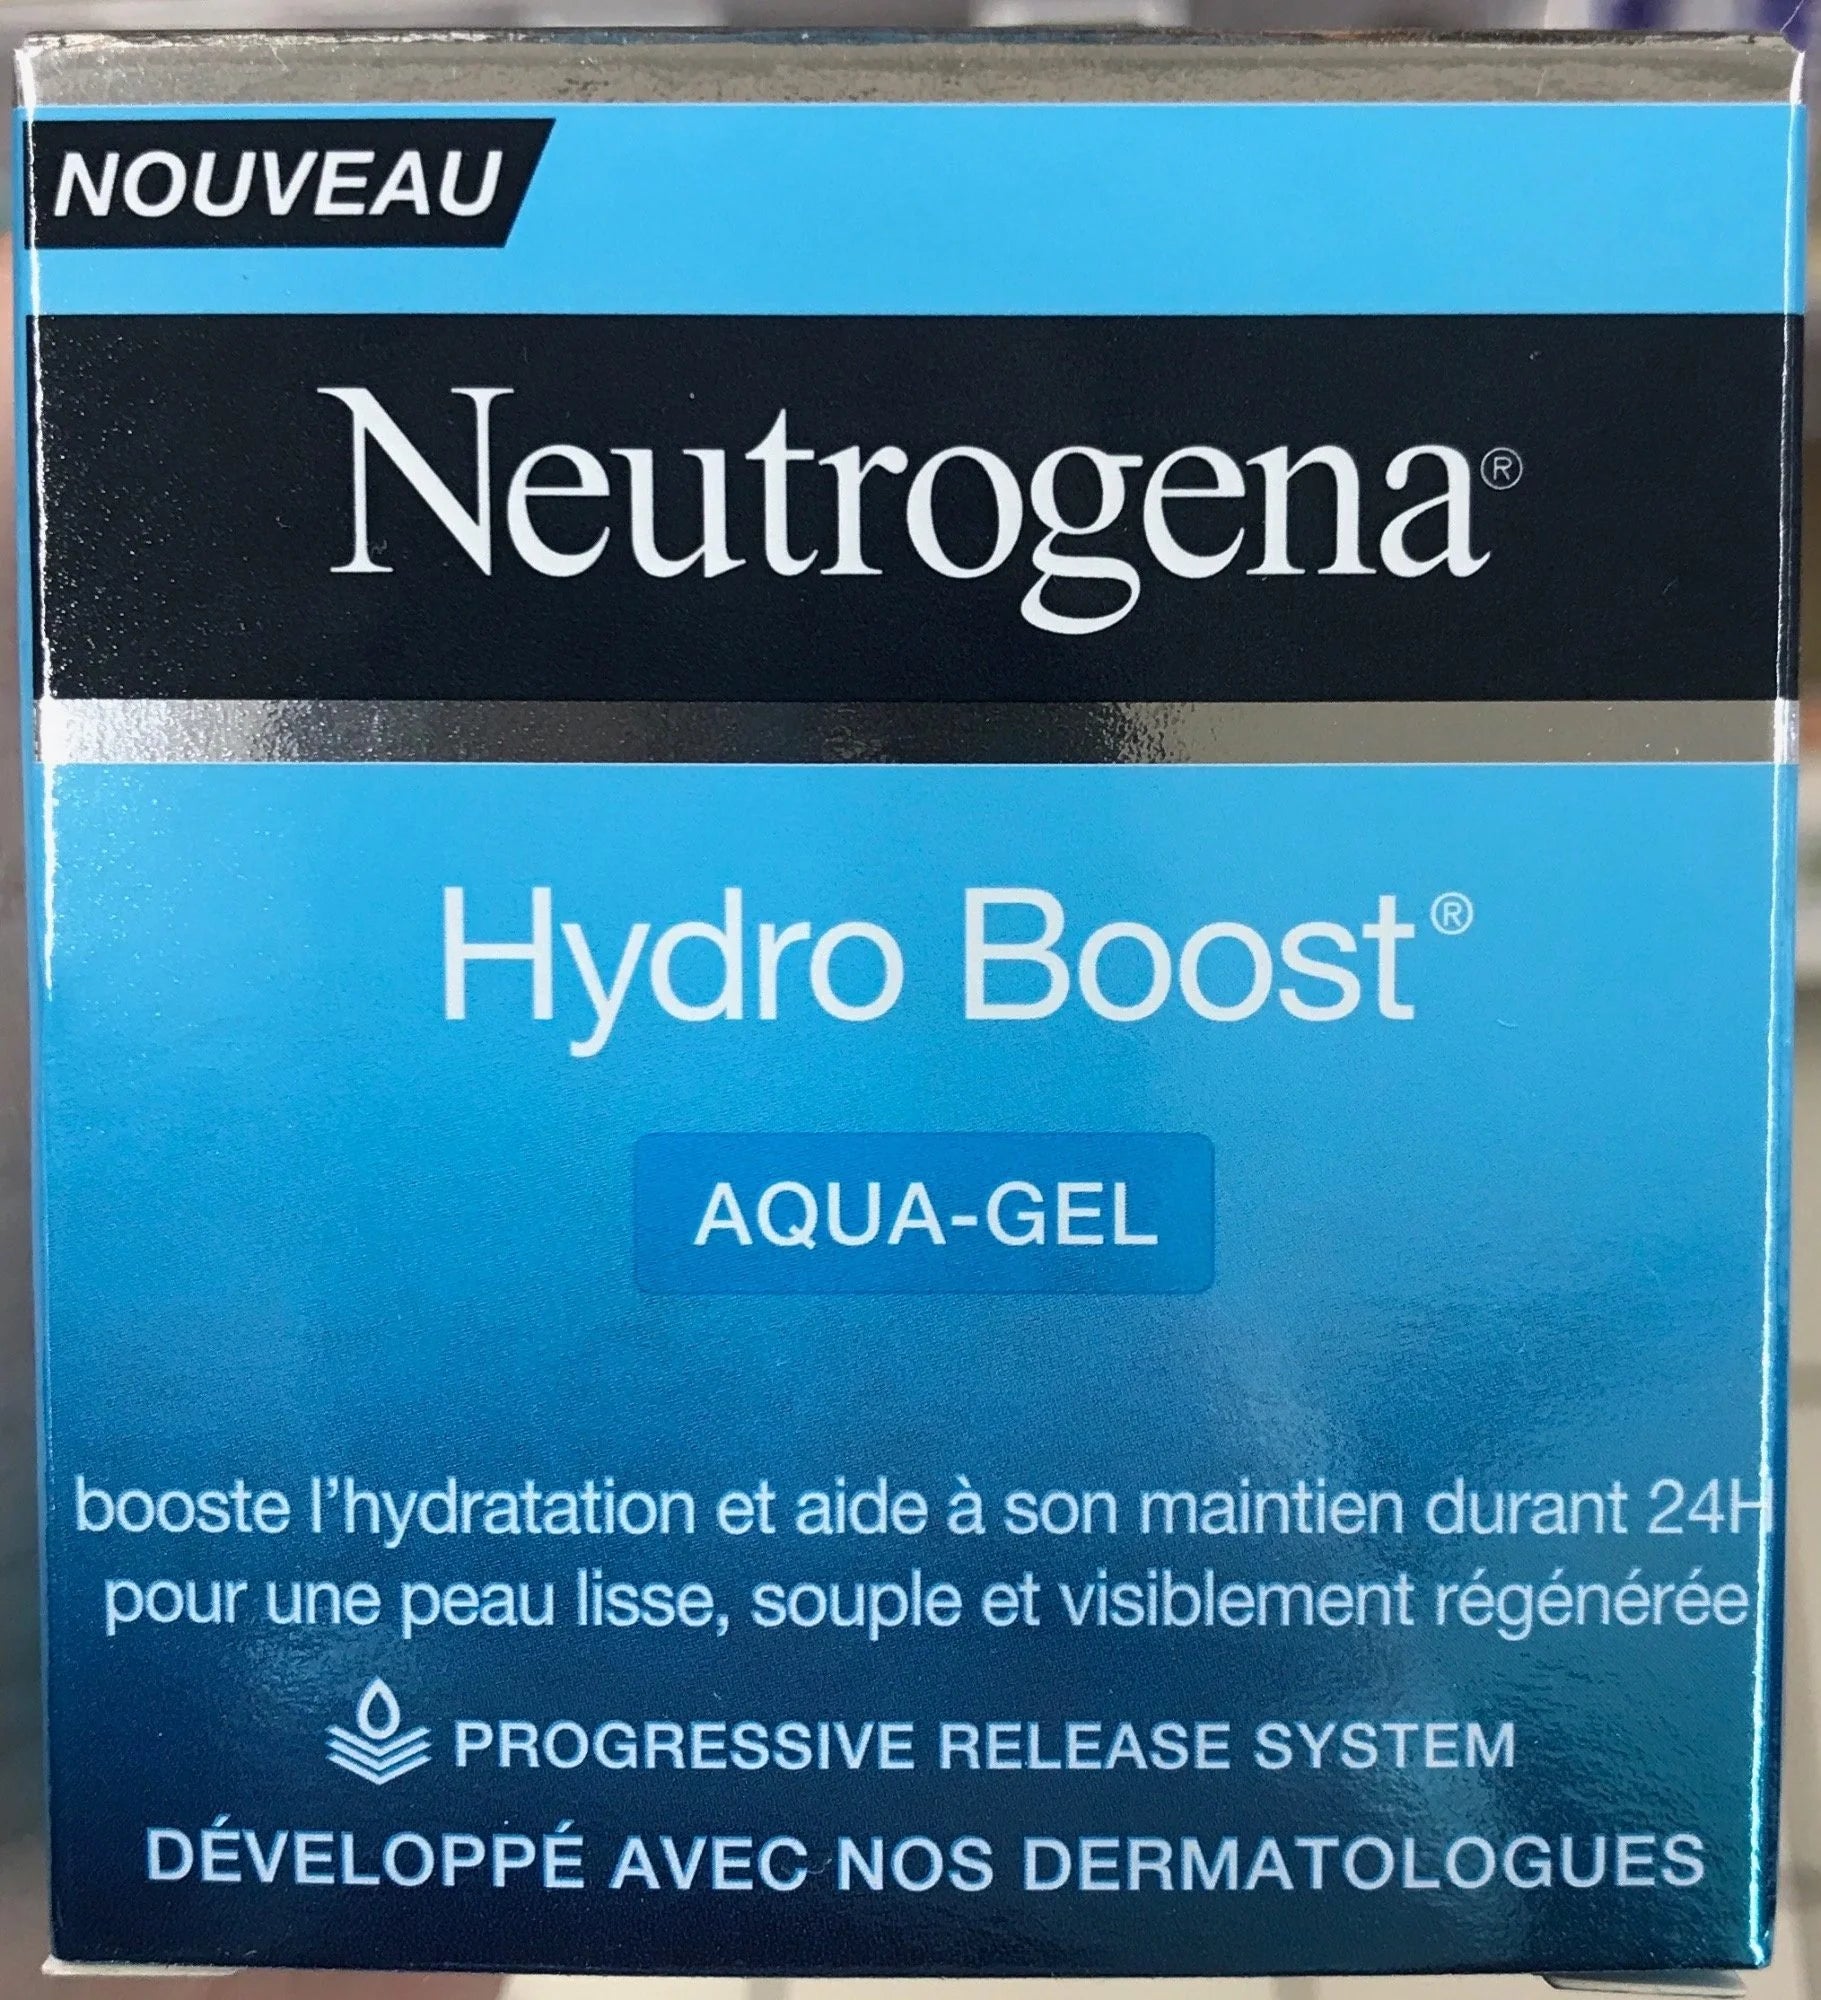 NOUVEAU
Neutrogena®
Hydro Boost®
AQUA-GEL
booste l'hydratation et aide à son maintien durant 24H
pour une peau lisse, souple et visiblement régénérée
PROGRESSIVE RELEASE SYSTEM
DÉVELOPPÉ AVEC NOS DERMATOLOGUES